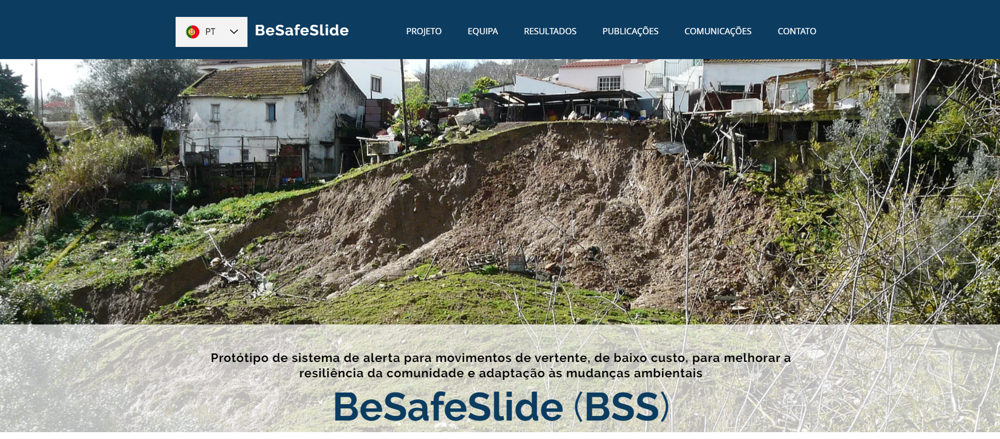 PT
BeSafeSlide
PROJETO
EQUIPA
RESULTADOS
PUBLICAÇÕES
COMUNICAÇÕES
CONTATO
Protótipo de sistema de alerta para movimentos de vertente, de baixo custo, para melhorar a
resiliência da comunidade e adaptação às mudanças ambientais
BeSafeSlide (BSS)